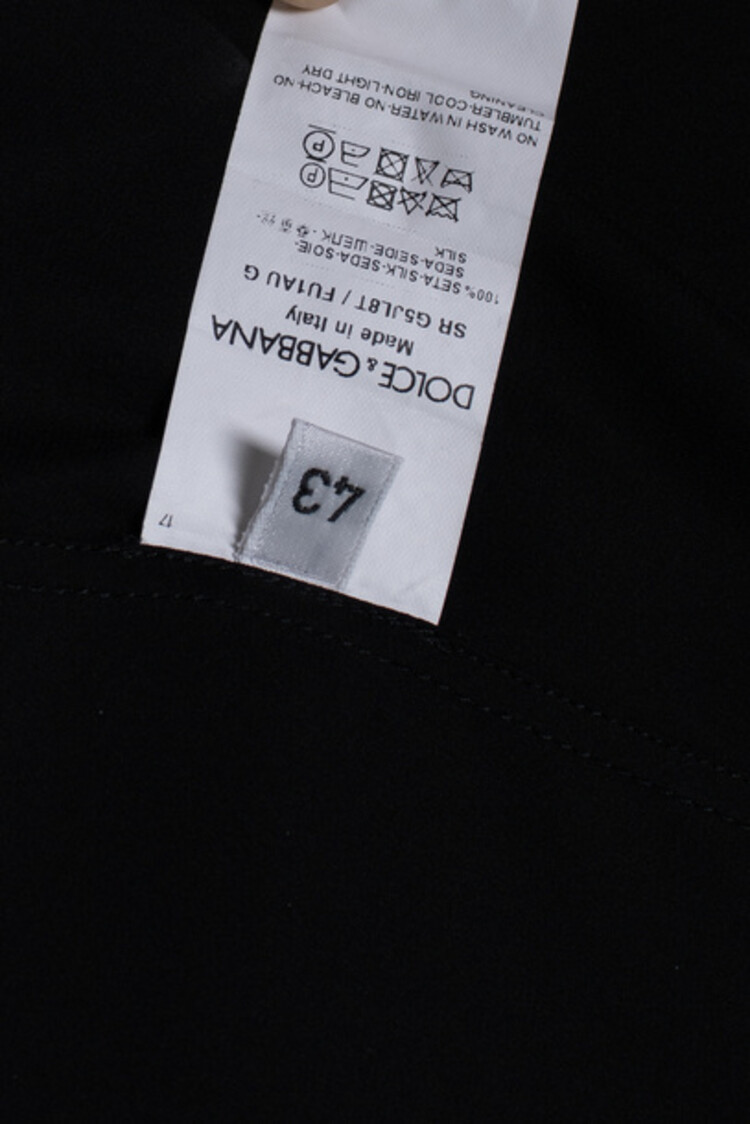 17
43
DOLCE & GABBANA
Made in Italy
SR G5JL8T / FU1AU G
100% SETA-SILK-SEDA-SOIE-
SEDA-SEIDE-ШЕЛК-
SILK
P
P
NO WASH IN WATER-NO BLEACH-NO
TUMBLER-COOL IRON-LIGHT DRY
CLEANING